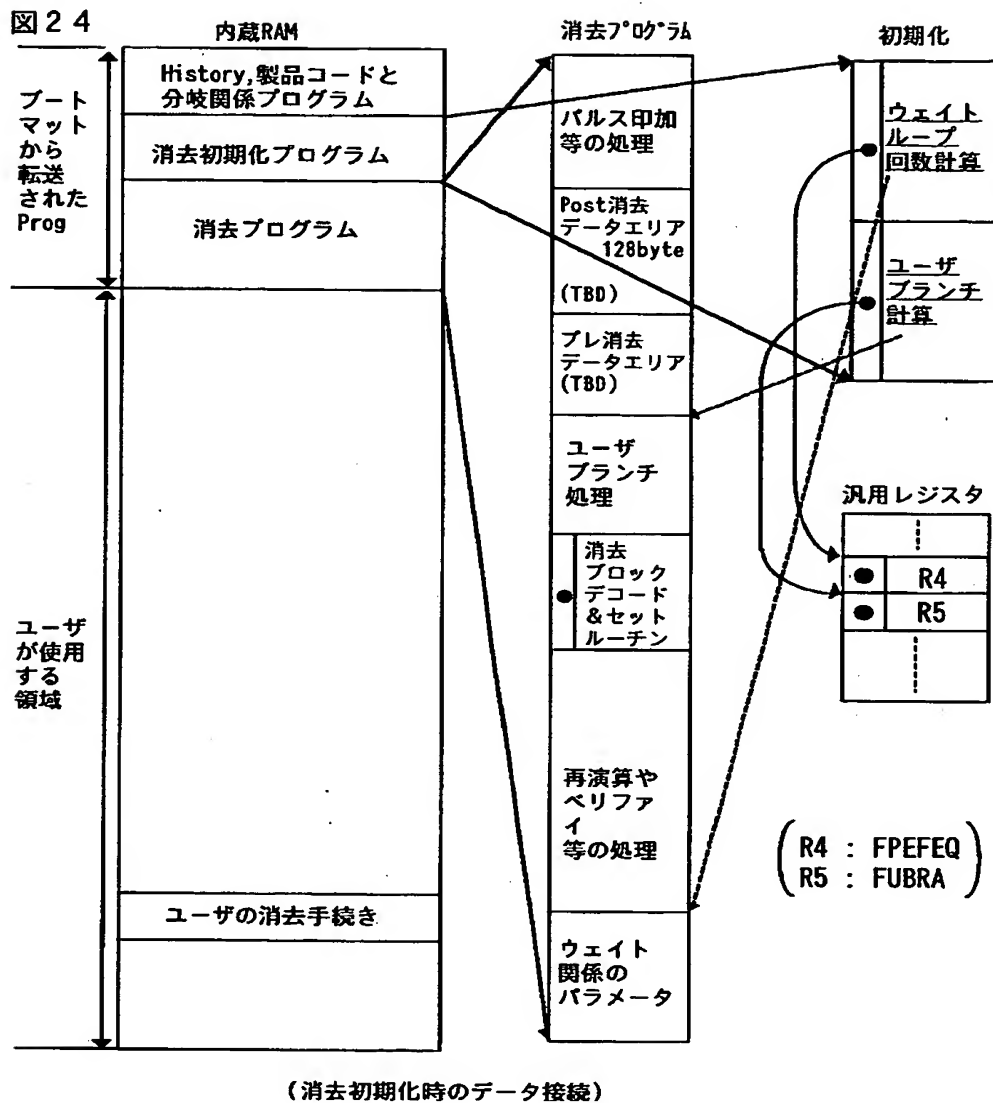 図24
内蔵RAM
History,製品コードと
分岐関係プログラム
消去初期化プログラム
消去プログラム
ブート
マット
から
転送
された
Prog
ユーザ
が使用
する
領域
ユーザの消去手続き
消去プログラム
パルス印加
等の処理
Post消去
データエリア
128byte
(TBD)
プレ消去
データエリア
(TBD)
ユーザ
ブランチ
処理
消去
ブロック
デコード
&セット
ルーチン
再演算や
ベリファ
イ
等の処理
ウェイト
関係の
パラメータ
初期化
ウェイト
ループ
回数計算
ユーザ
ブランチ
計算
汎用レジスタ
R4
R5
(R4 : FPEFEQ
R5 : FUBRA)
(消去初期化時のデータ接続)